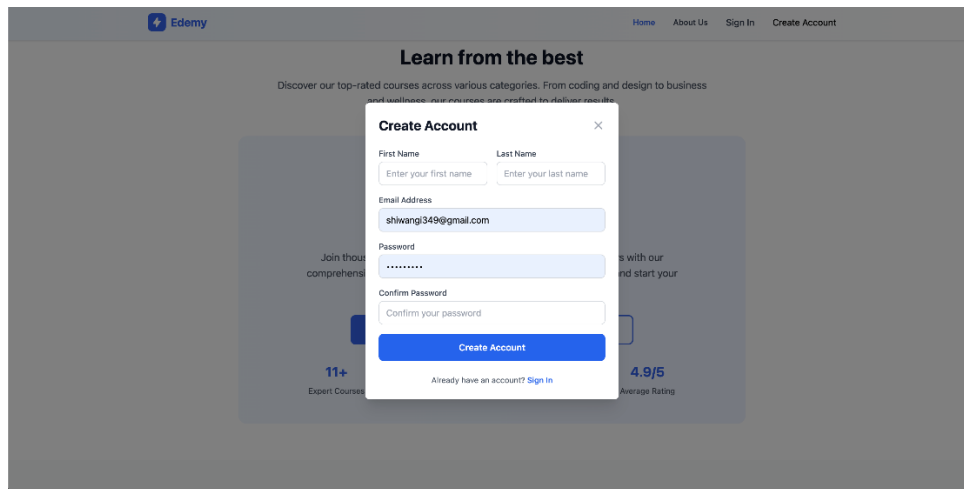 Edemy
Home About Us Sign In Create Account
Learn from the best
Discover our top-rated courses across various categories. From coding and design to business
and wellness, our courses are crafted to deliver results.
Create Account
First Name Last Name
Enter your first name Enter your last name
Email Address
shiwangi349@gmail.com
Password
•••••••••
Confirm Password
Confirm your password
Create Account
Already have an account? Sign In
Join thous
s with our
comprehensi
nd start your
11+
Expert Courses
4.9/5
Average Rating